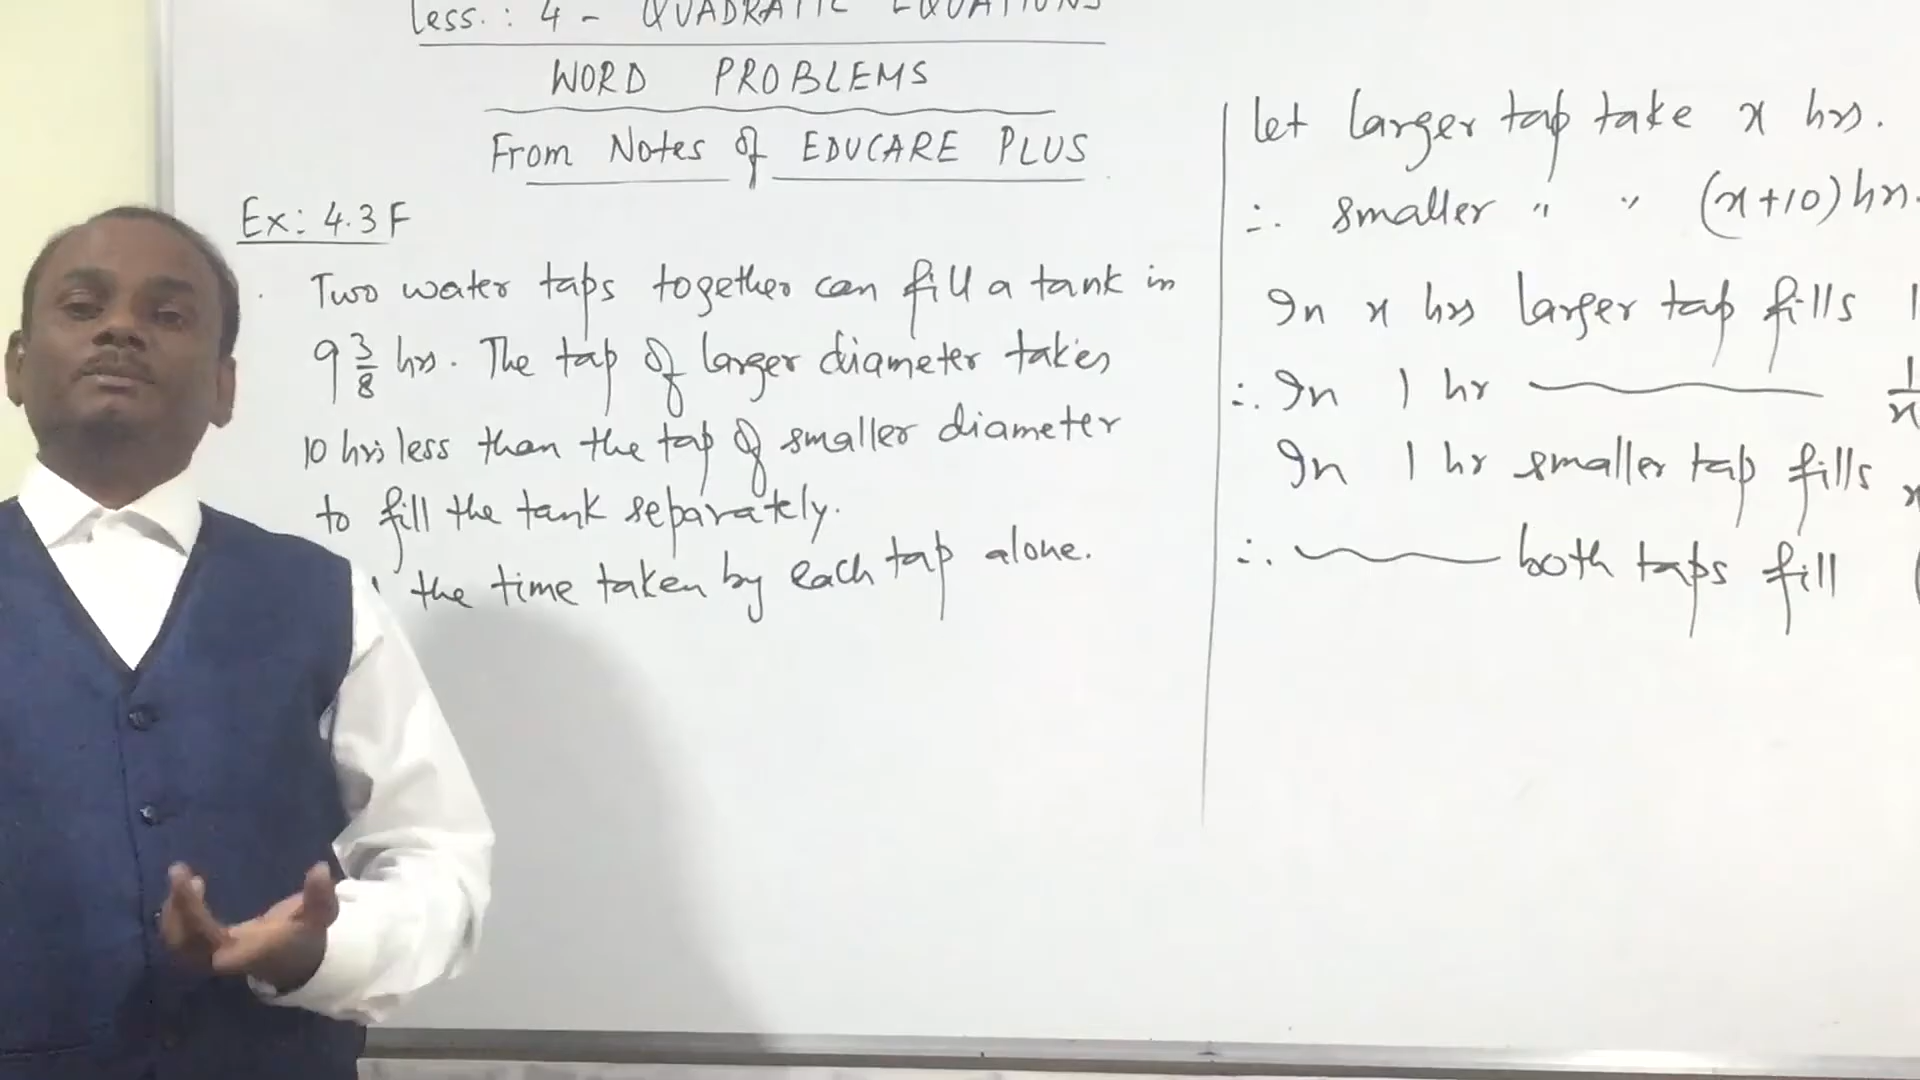 Less. : 4 - QUADRATIC EQUATIONS
WORD PROBLEMS
From Notes of EDUCARE PLUS
Ex: 4.3 F
Two water taps together can fill a tank in
9 3/8 hrs. The tap of larger diameter takes
10 hrs less than the tap of smaller diameter
to fill the tank separately.
the time taken by each tap alone.
let larger tap take x hrs.
∴ smaller " " (x+10) hrs.
In x hrs larger tap fills 1
∴ In 1 hr 1/x
In 1 hr smaller tap fills
∴ both taps fill (